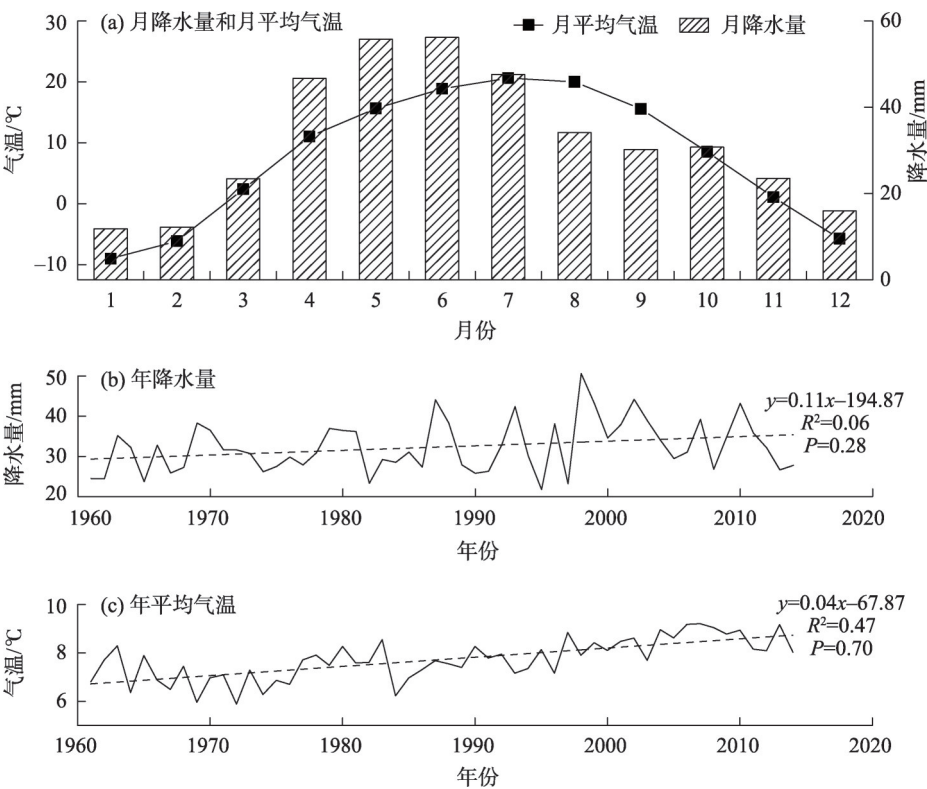 (a) 月降水量和月平均气温
月平均气温 月降水量
30
20
10
0
–10
气温/℃
60
40
20
0
降水量/mm
1 2 3 4 5 6 7 8 9 10 11 12
月份
(b) 年降水量
50
40
30
20
降水量/mm
y=0.11x–194.87
R²=0.06
P=0.28
1960 1970 1980 1990 2000 2010 2020
年份
(c) 年平均气温
10
8
6
气温/℃
y=0.04x–67.87
R²=0.47
P=0.70
1960 1970 1980 1990 2000 2010 2020
年份